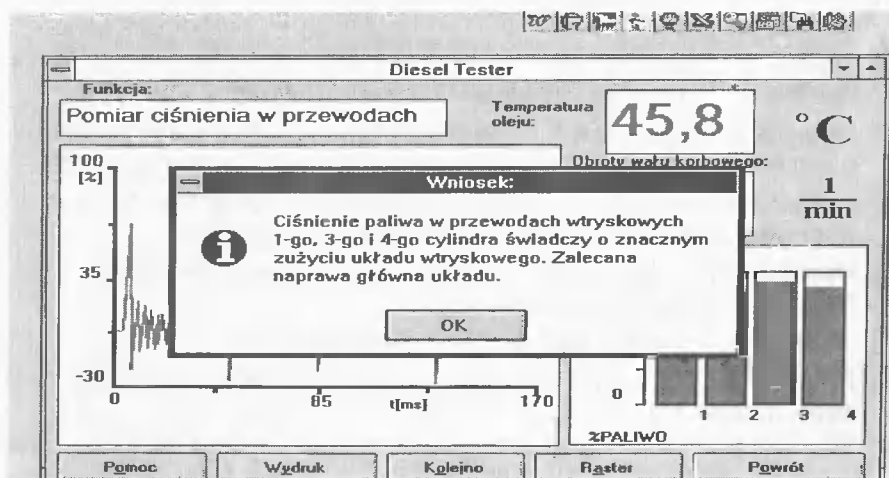 Diesel Tester
Funkcja:
Pomiar ciśnienia w przewodach
Temperatura
oleju:
45,8
°C
Obroty wału korbowego:
1
min
100
[%]
35
-30
0
85
t[ms]
170
Wniosek:
Ciśnienie paliwa w przewodach wtryskowych
1-go, 3-go i 4-go cylindra świadczy o znacznym
zużyciu układu wtryskowego. Zalecana
naprawa główna układu.
OK
0
1
2
3
4
%PALIWO
Pomoc
Wydruk
Kolejno
Raster
Powrót